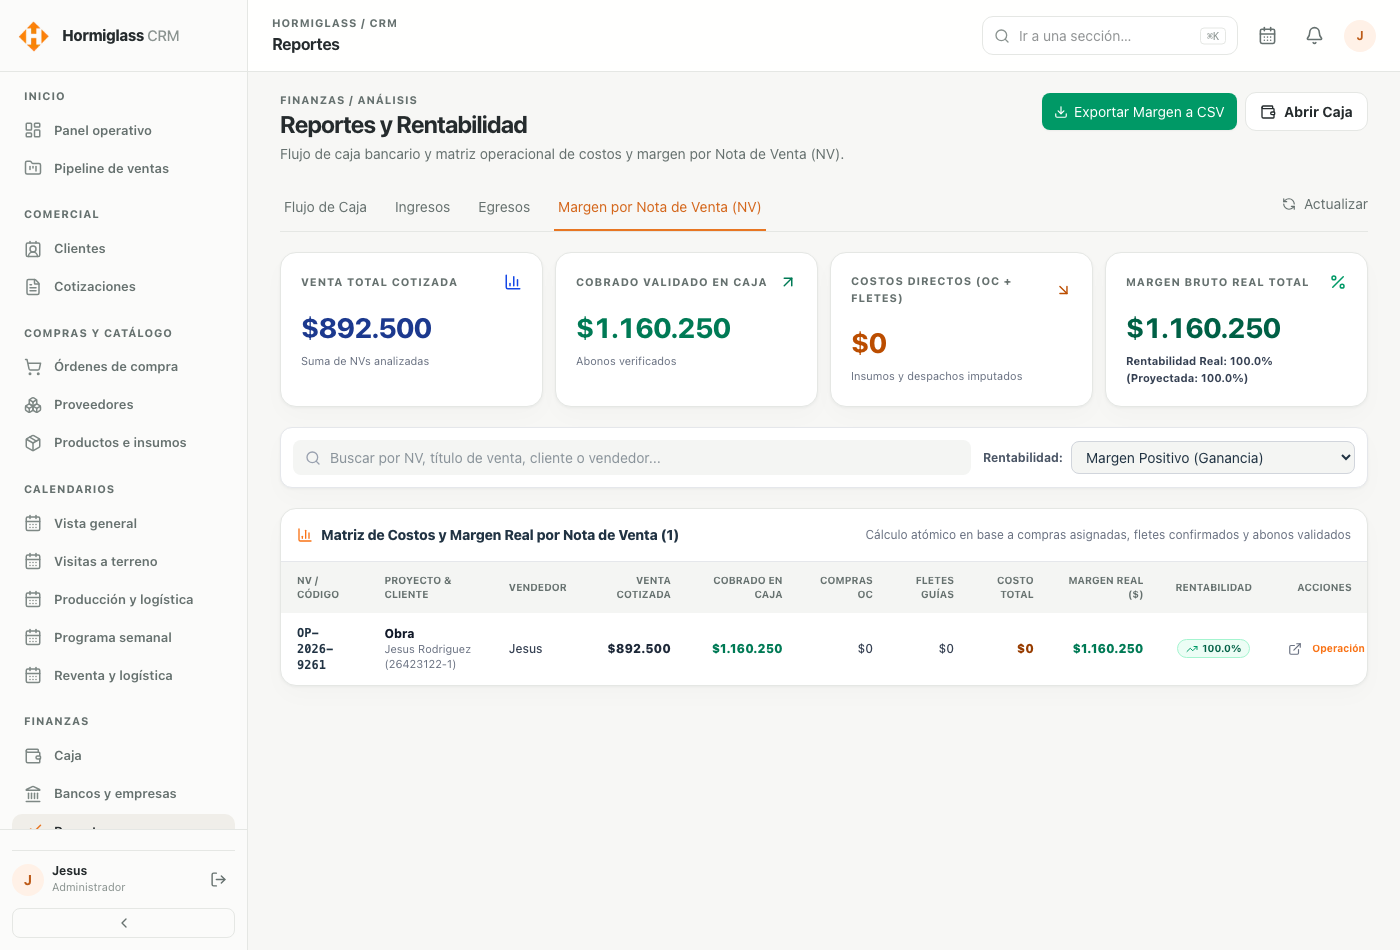 Hormiglass CRM
INICIO
Panel operativo
Pipeline de ventas
COMERCIAL
Clientes
Cotizaciones
COMPRAS Y CATÁLOGO
Órdenes de compra
Proveedores
Productos e insumos
CALENDARIOS
Vista general
Visitas a terreno
Producción y logística
Programa semanal
Reventa y logística
FINANZAS
Caja
Bancos y empresas
J
Jesus
Administrador
HORMIGLASS / CRM
Reportes
Ir a una sección...
⌘K
J
FINANZAS / ANÁLISIS
Reportes y Rentabilidad
Flujo de caja bancario y matriz operacional de costos y margen por Nota de Venta (NV).
Exportar Margen a CSV
Abrir Caja
Flujo de Caja
Ingresos
Egresos
Margen por Nota de Venta (NV)
Actualizar
VENTA TOTAL COTIZADA
$892.500
Suma de NVs analizadas
COBRADO VALIDADO EN CAJA
$1.160.250
Abonos verificados
COSTOS DIRECTOS (OC +
FLETES)
$0
Insumos y despachos imputados
MARGEN BRUTO REAL TOTAL
$1.160.250
Rentabilidad Real: 100.0%
(Proyectada: 100.0%)
Buscar por NV, título de venta, cliente o vendedor...
Rentabilidad:
Margen Positivo (Ganancia)
Matriz de Costos y Margen Real por Nota de Venta (1)
Cálculo atómico en base a compras asignadas, fletes confirmados y abonos validados
NV /
CÓDIGO
PROYECTO &
CLIENTE
VENDEDOR
VENTA
COTIZADA
COBRADO EN
CAJA
COMPRAS
OC
FLETES
GUÍAS
COSTO
TOTAL
MARGEN REAL
($)
RENTABILIDAD
ACCIONES
OP-
2026-
9261
Obra
Jesus Rodriguez
(26423122-1)
Jesus
$892.500
$1.160.250
$0
$0
$0
$1.160.250
100.0%
Operación